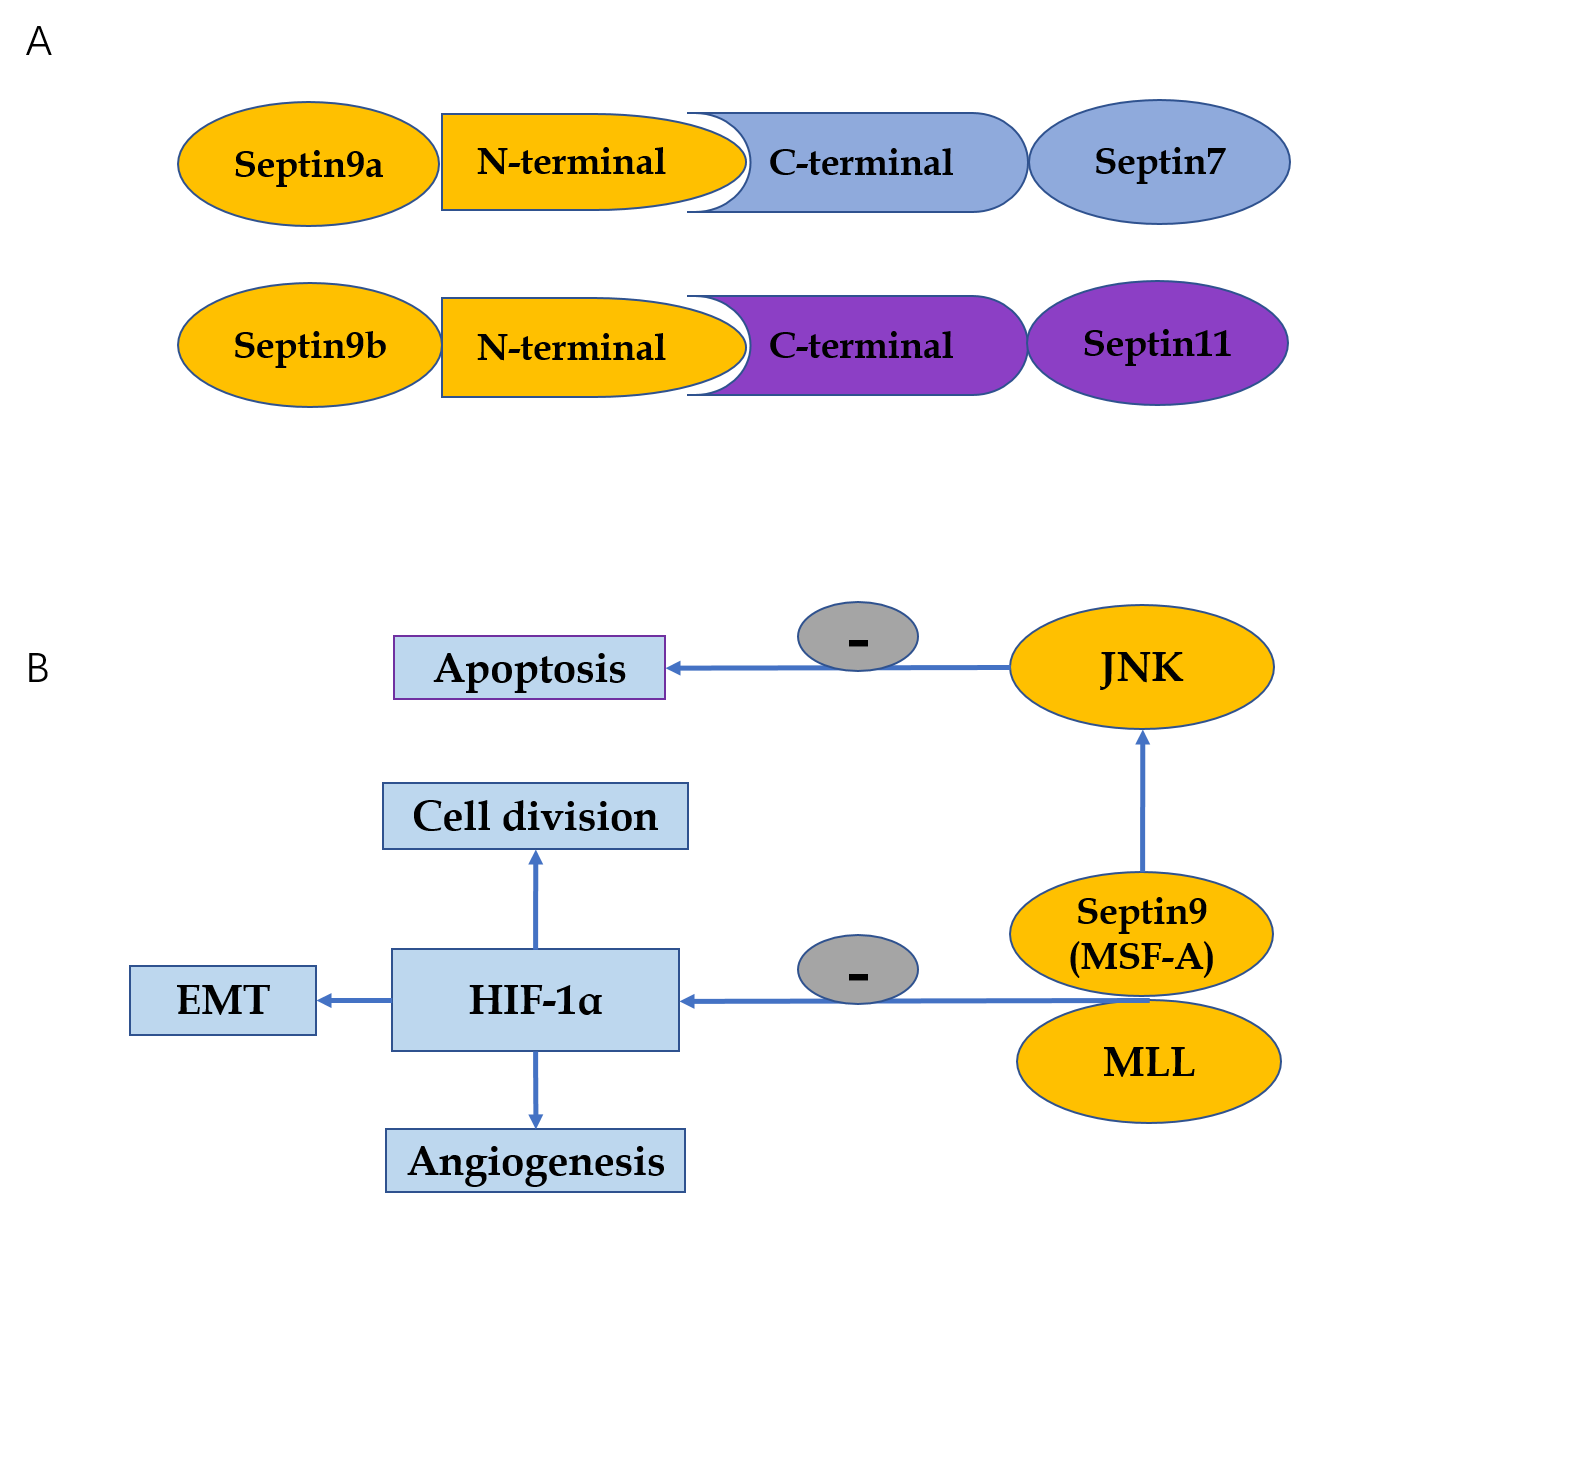 A
Septin9a N-terminal C-terminal Septin7
Septin9b N-terminal C-terminal Septin11
B
Apoptosis - JNK
Cell division
Septin9
(MSF-A)
EMT HIF-1α -
MLL
Angiogenesis